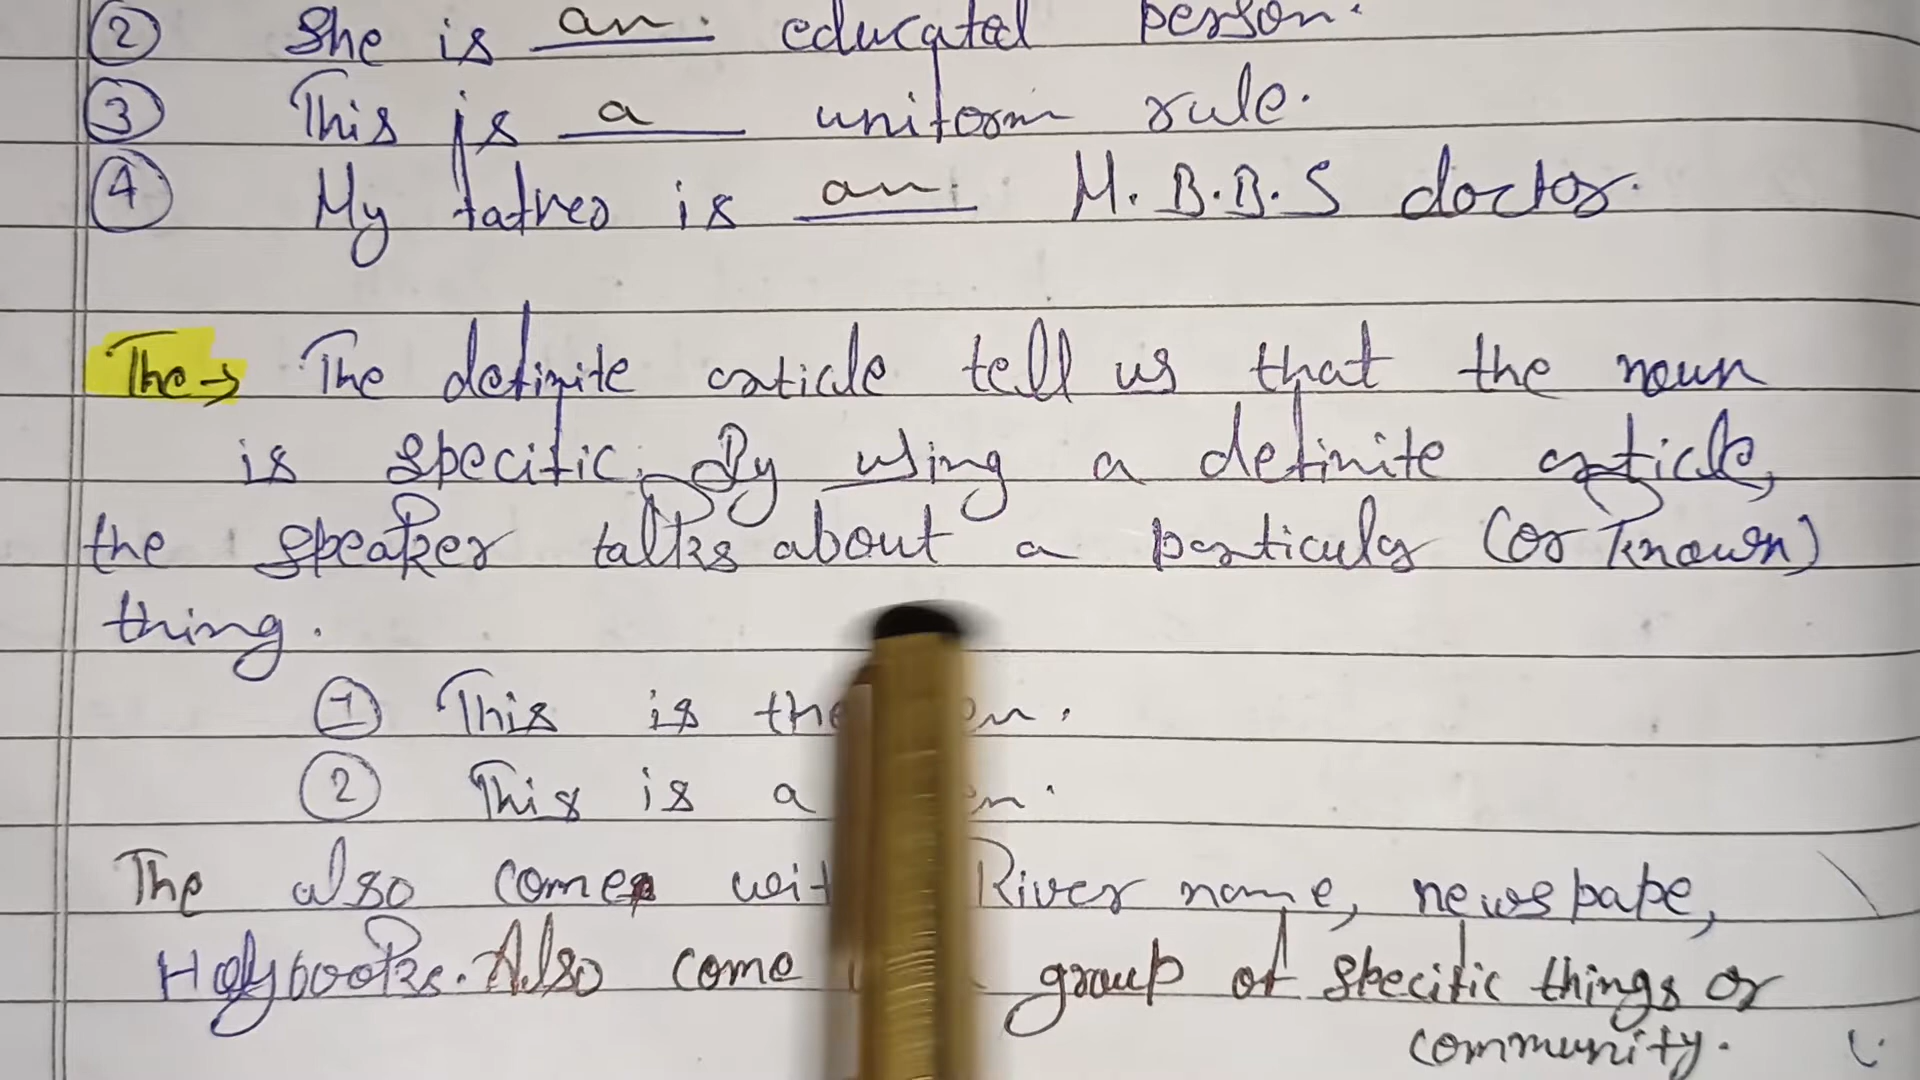 ② She is an educated person.
③ This is a uniform rule.
④ My father is an M.B.B.S doctor.
The → The definite article tell us that the noun
is specific. By using a definite article,
the speaker talks about a particular (or known)
thing.
① This is the
② This is a
The also come River name, newspape,
Holybooks. Also come group of specific things or
community.